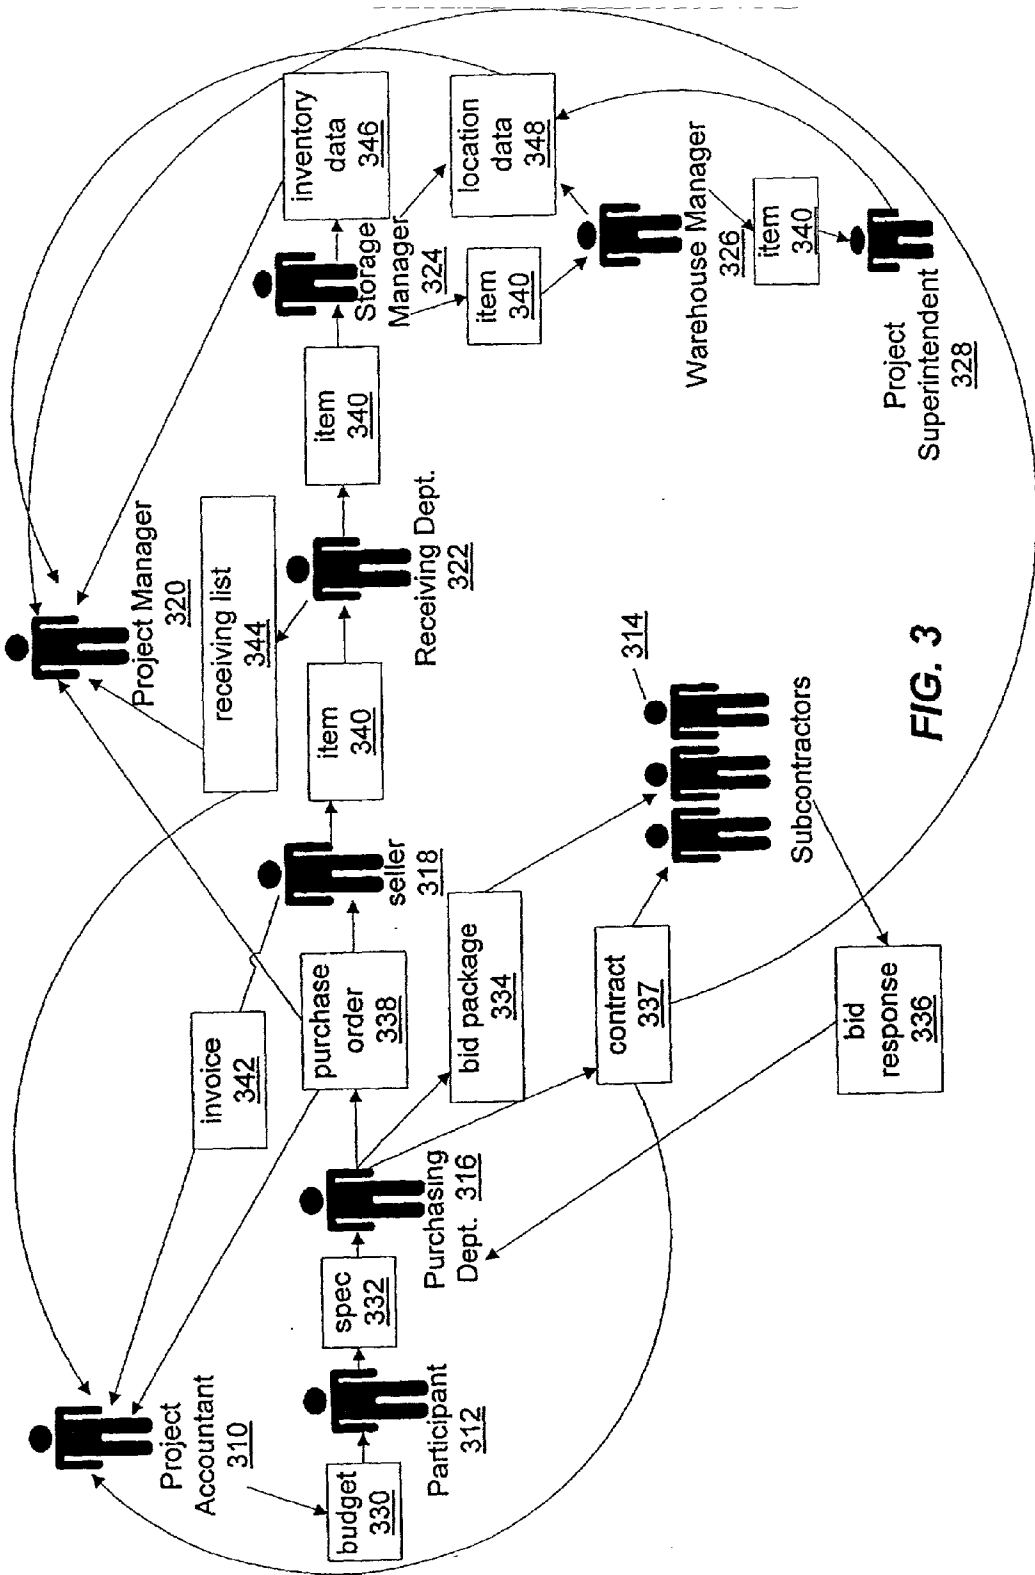 Project
Accountant
310
budget
330
Participant
312
spec
332
Purchasing
Dept. 316
invoice
342
purchase
order
338
bid package
334
contract
337
bid
response
336
seller
318
Subcontractors
314
item
340
receiving list
344
Project Manager
320
Receiving Dept.
322
item
340
Storage
Manager
324
inventory
data
346
location
data
348
item
340
Warehouse Manager
326
item
340
Project
Superintendent
328
FIG. 3